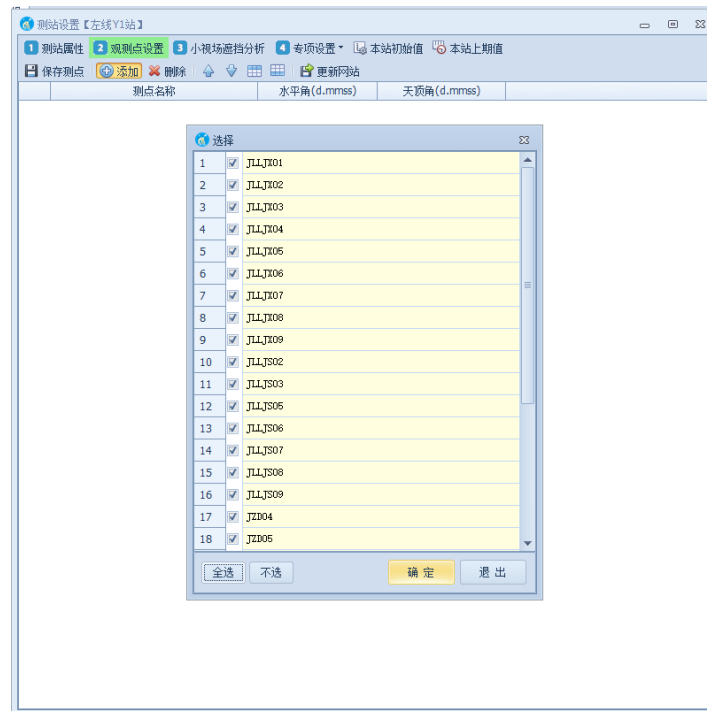 测站设置【左线Y1站】
1 测站属性 2 观测点设置 3 小视场遮挡分析 4 专项设置 本站初始值 本站上期值
保存测点 添加 删除 更新网站
测点名称 水平角(d.mmss) 天顶角(d.mmss)
选择
1 JLLJX01
2 JLLJX02
3 JLLJX03
4 JLLJX04
5 JLLJX05
6 JLLJX06
7 JLLJX07
8 JLLJX08
9 JLLJX09
10 JLLJS02
11 JLLJS03
12 JLLJS05
13 JLLJS06
14 JLLJS07
15 JLLJS08
16 JLLJS09
17 JZD04
18 JZD05
全选 不选 确定 退出